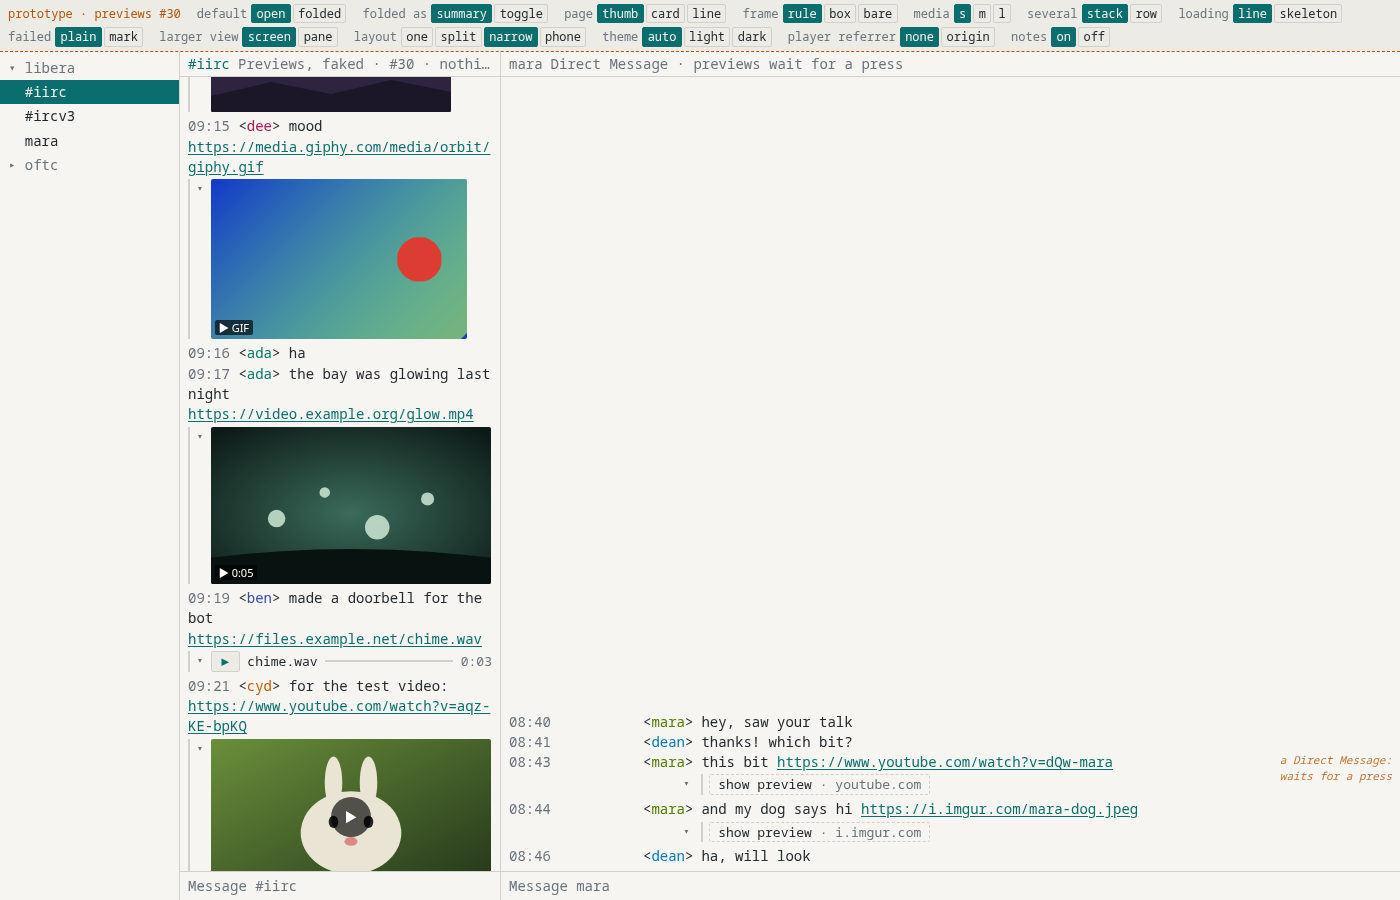 prototype · previews #30 default open folded folded as summary toggle page thumb card line frame rule box bare media s m l several stack row loading line skeleton
failed plain mark larger view screen pane layout one split narrow phone theme auto light dark player referrer none origin notes on off
▾ libera
#iirc
#ircv3
mara
▸ oftc
#iirc Previews, faked · #30 · nothi…
09:15 <dee> mood
https://media.giphy.com/media/orbit/
giphy.gif
▾
▶ GIF
09:16 <ada> ha
09:17 <ada> the bay was glowing last
night
https://video.example.org/glow.mp4
▾
▶ 0:05
09:19 <ben> made a doorbell for the
bot
https://files.example.net/chime.wav
▾ ▶ chime.wav 0:03
09:21 <cyd> for the test video:
https://www.youtube.com/watch?v=aqz-
KE-bpKQ
▾
Message #iirc
mara Direct Message · previews wait for a press
08:40 <mara> hey, saw your talk
08:41 <dean> thanks! which bit?
08:43 <mara> this bit https://www.youtube.com/watch?v=dQw-mara
a Direct Message:
waits for a press
▾ show preview · youtube.com
08:44 <mara> and my dog says hi https://i.imgur.com/mara-dog.jpeg
▾ show preview · i.imgur.com
08:46 <dean> ha, will look
Message mara